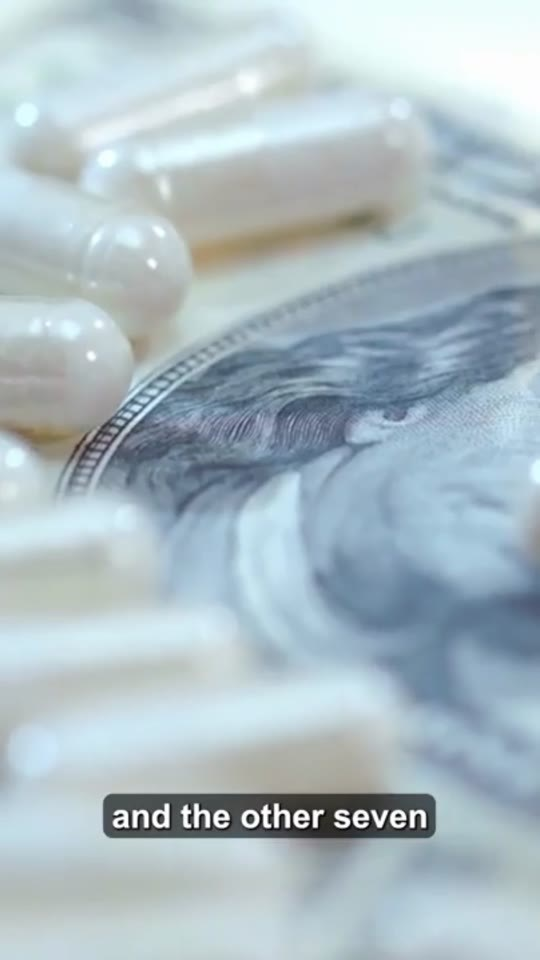 and the other seven